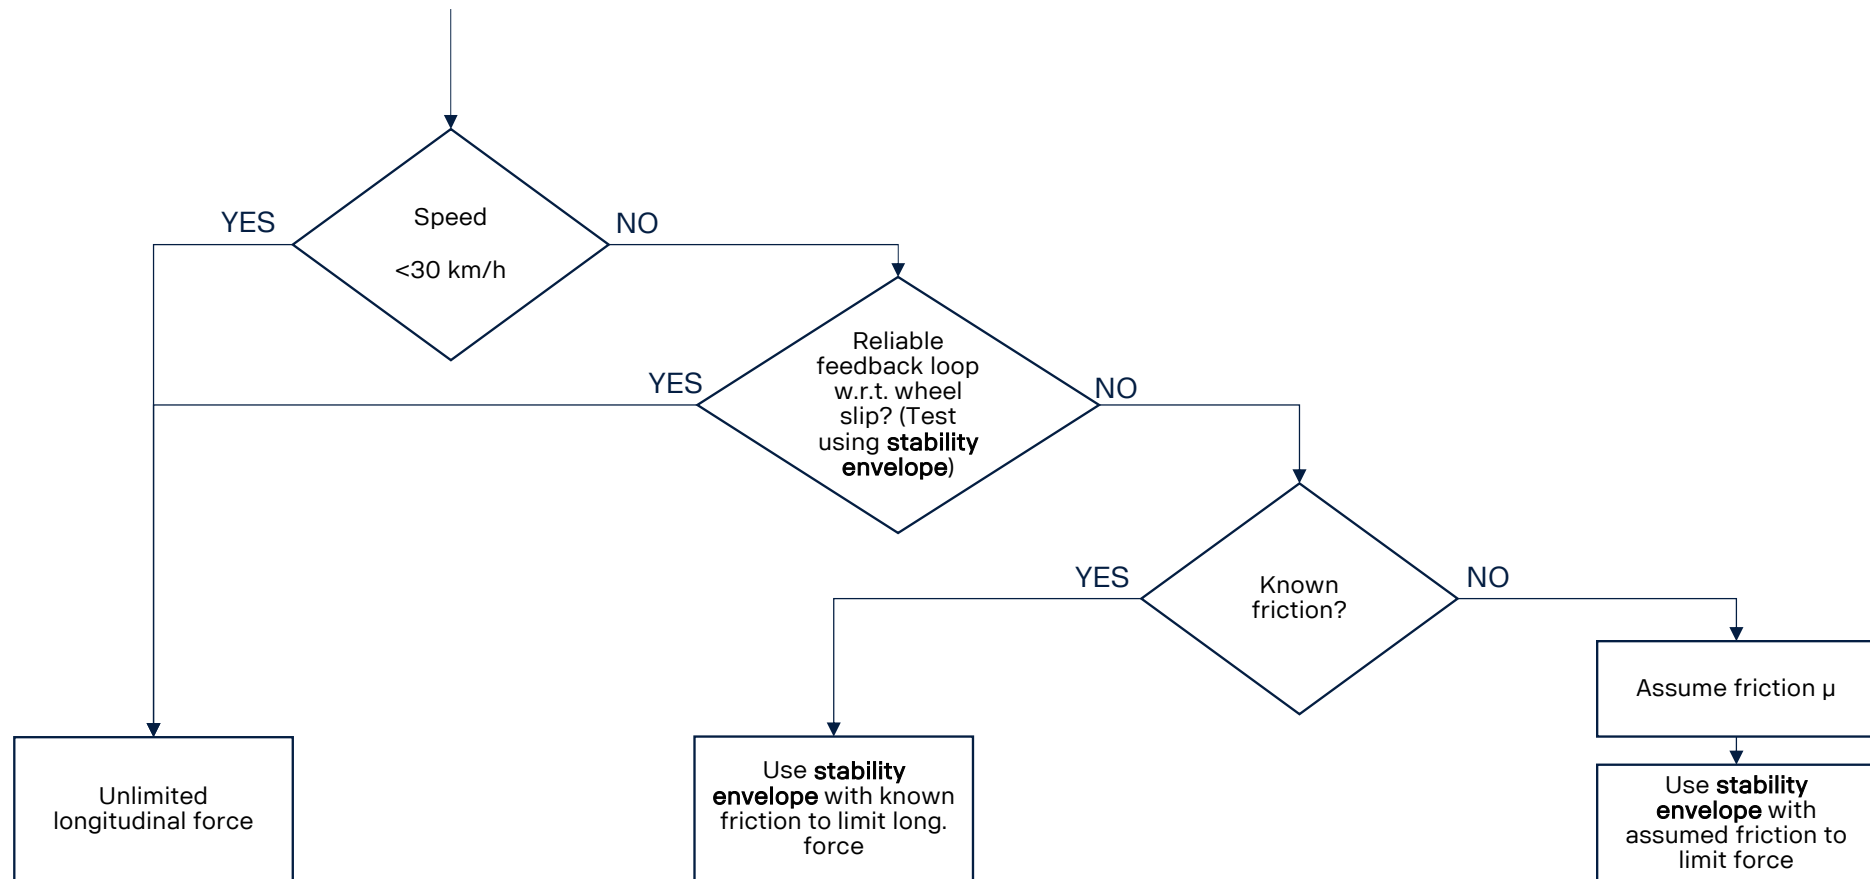 YES
Speed
<30 km/h
NO
YES
Reliable
feedback loop
w.r.t. wheel
slip? (Test
using stability
envelope)
NO
YES
Known
friction?
NO
Assume friction µ
Unlimited
longitudinal force
Use stability
envelope with known
friction to limit long.
force
Use stability
envelope with
assumed friction to
limit force